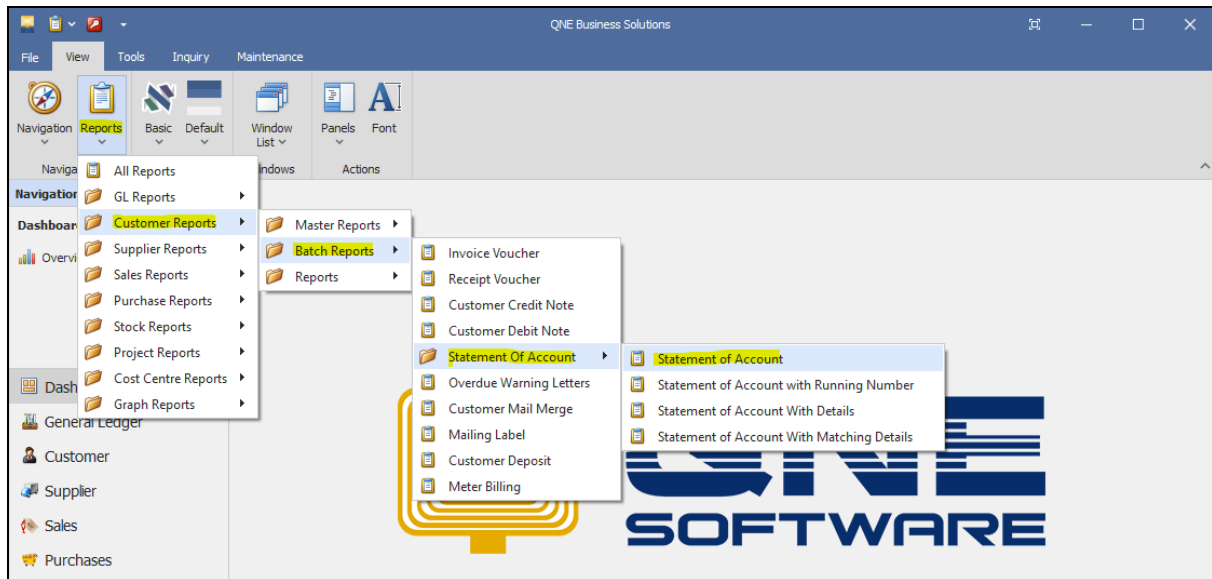 QNE Business Solutions
File View Tools Inquiry Maintenance
Navigation Reports Basic Default Window List Panels Font
Naviga ndows Actions
Navigation
Dashboar
Overvi
All Reports
GL Reports
Customer Reports
Supplier Reports
Sales Reports
Purchase Reports
Stock Reports
Project Reports
Cost Centre Reports
Graph Reports
Master Reports
Batch Reports
Reports
Invoice Voucher
Receipt Voucher
Customer Credit Note
Customer Debit Note
Statement Of Account
Overdue Warning Letters
Customer Mail Merge
Mailing Label
Customer Deposit
Meter Billing
Statement of Account
Statement of Account with Running Number
Statement of Account With Details
Statement of Account With Matching Details
Dash
General Ledger
Customer
Supplier
Sales
Purchases
QNE
SOFTWARE